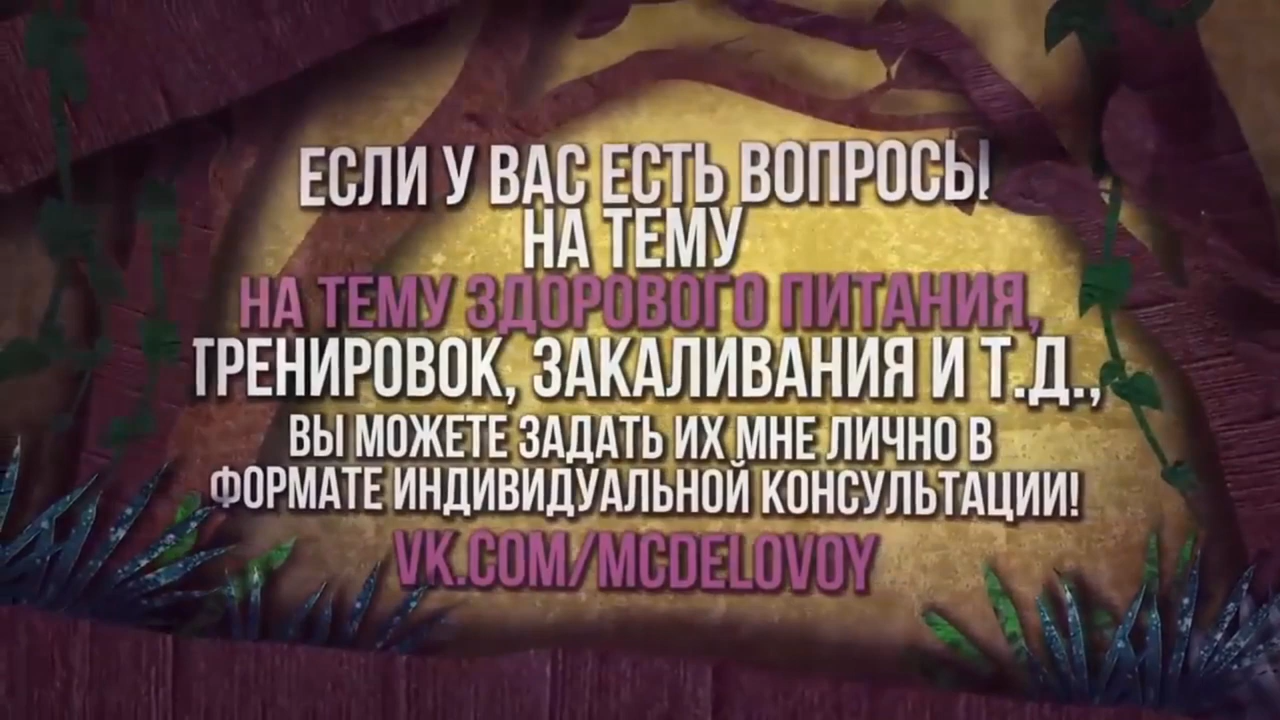 ЕСЛИ У ВАС ЕСТЬ ВОПРОСЫ
НА ТЕМУ
НА ТЕМУ ЗДОРОВОГО ПИТАНИЯ,
ТРЕНИРОВОК, ЗАКАЛИВАНИЯ И Т.Д.,
ВЫ МОЖЕТЕ ЗАДАТЬ ИХ МНЕ ЛИЧНО В
ФОРМАТЕ ИНДИВИДУАЛЬНОЙ КОНСУЛЬТАЦИИ!
VK.COM/MCDELOVOY